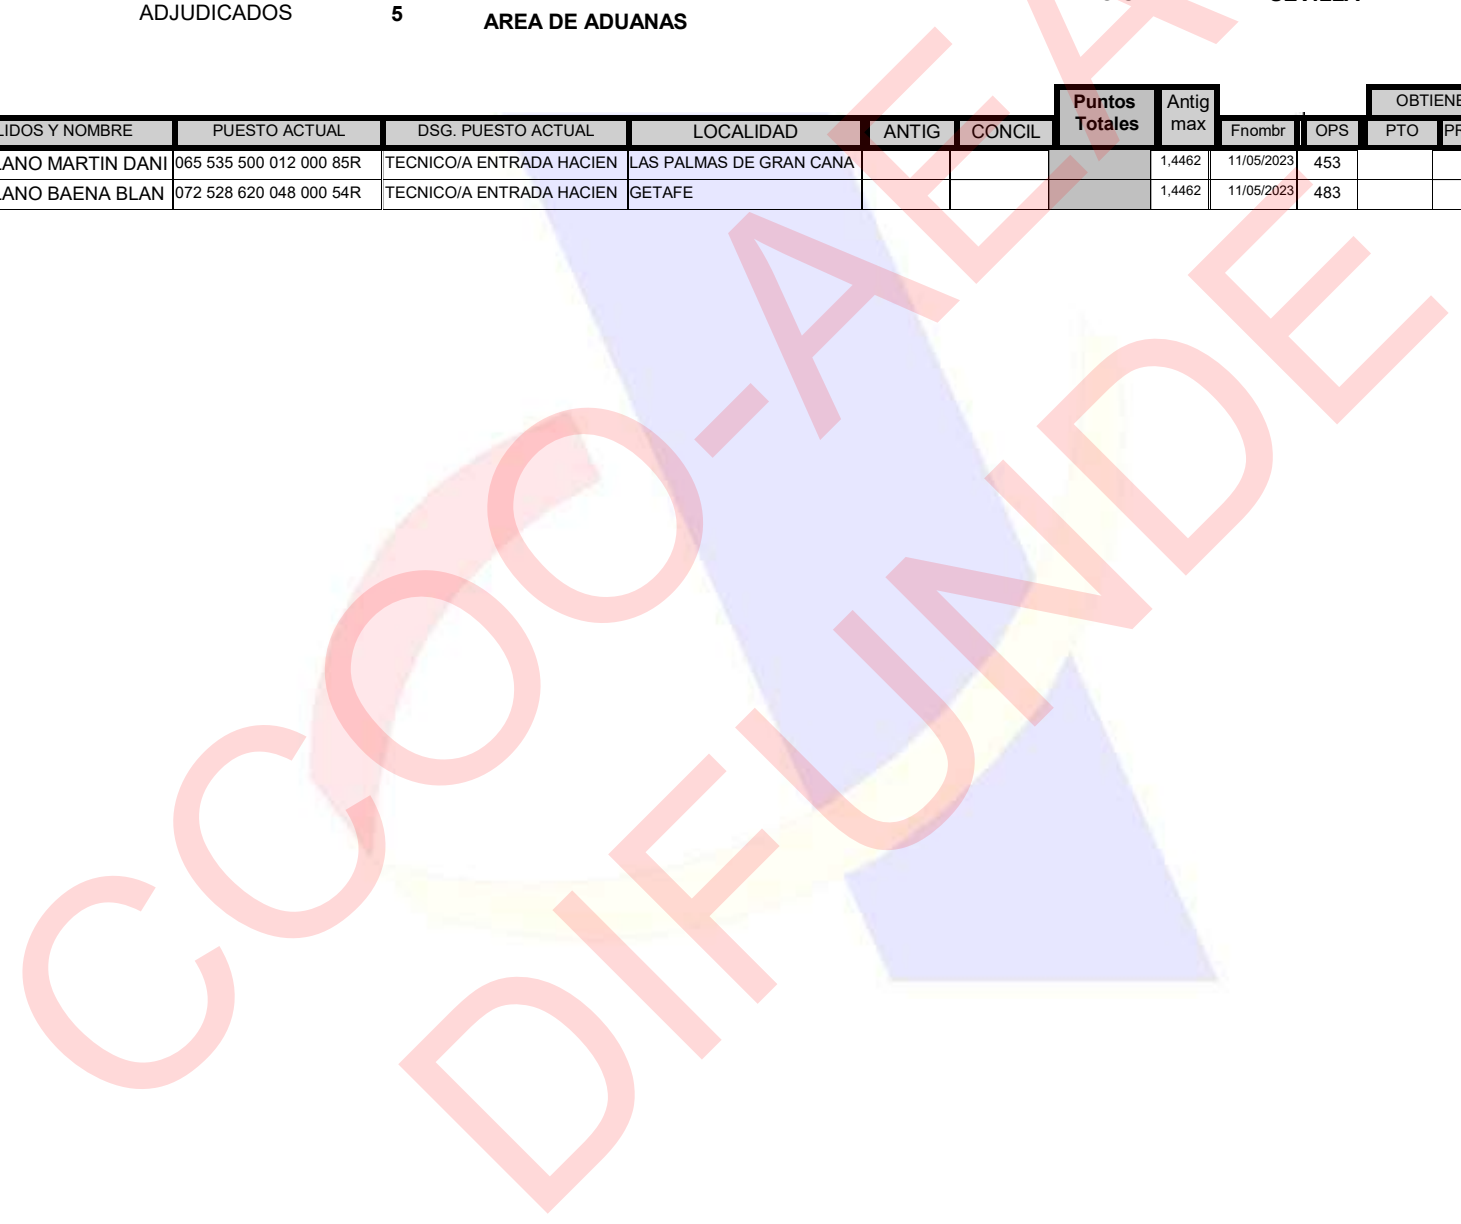 ADJUDICADOS 5 AREA DE ADUANAS
Puntos Totales Antig max OBTIENE
LIDOS Y NOMBRE PUESTO ACTUAL DSG. PUESTO ACTUAL LOCALIDAD ANTIG CONCIL Fnombr OPS PTO PR
LANO MARTIN DANI 065 535 500 012 000 85R TECNICO/A ENTRADA HACIEN LAS PALMAS DE GRAN CANA 1,4462 11/05/2023 453
LANO BAENA BLAN 072 528 620 048 000 54R TECNICO/A ENTRADA HACIEN GETAFE 1,4462 11/05/2023 483
CCOO-AEA
DIFUNDE